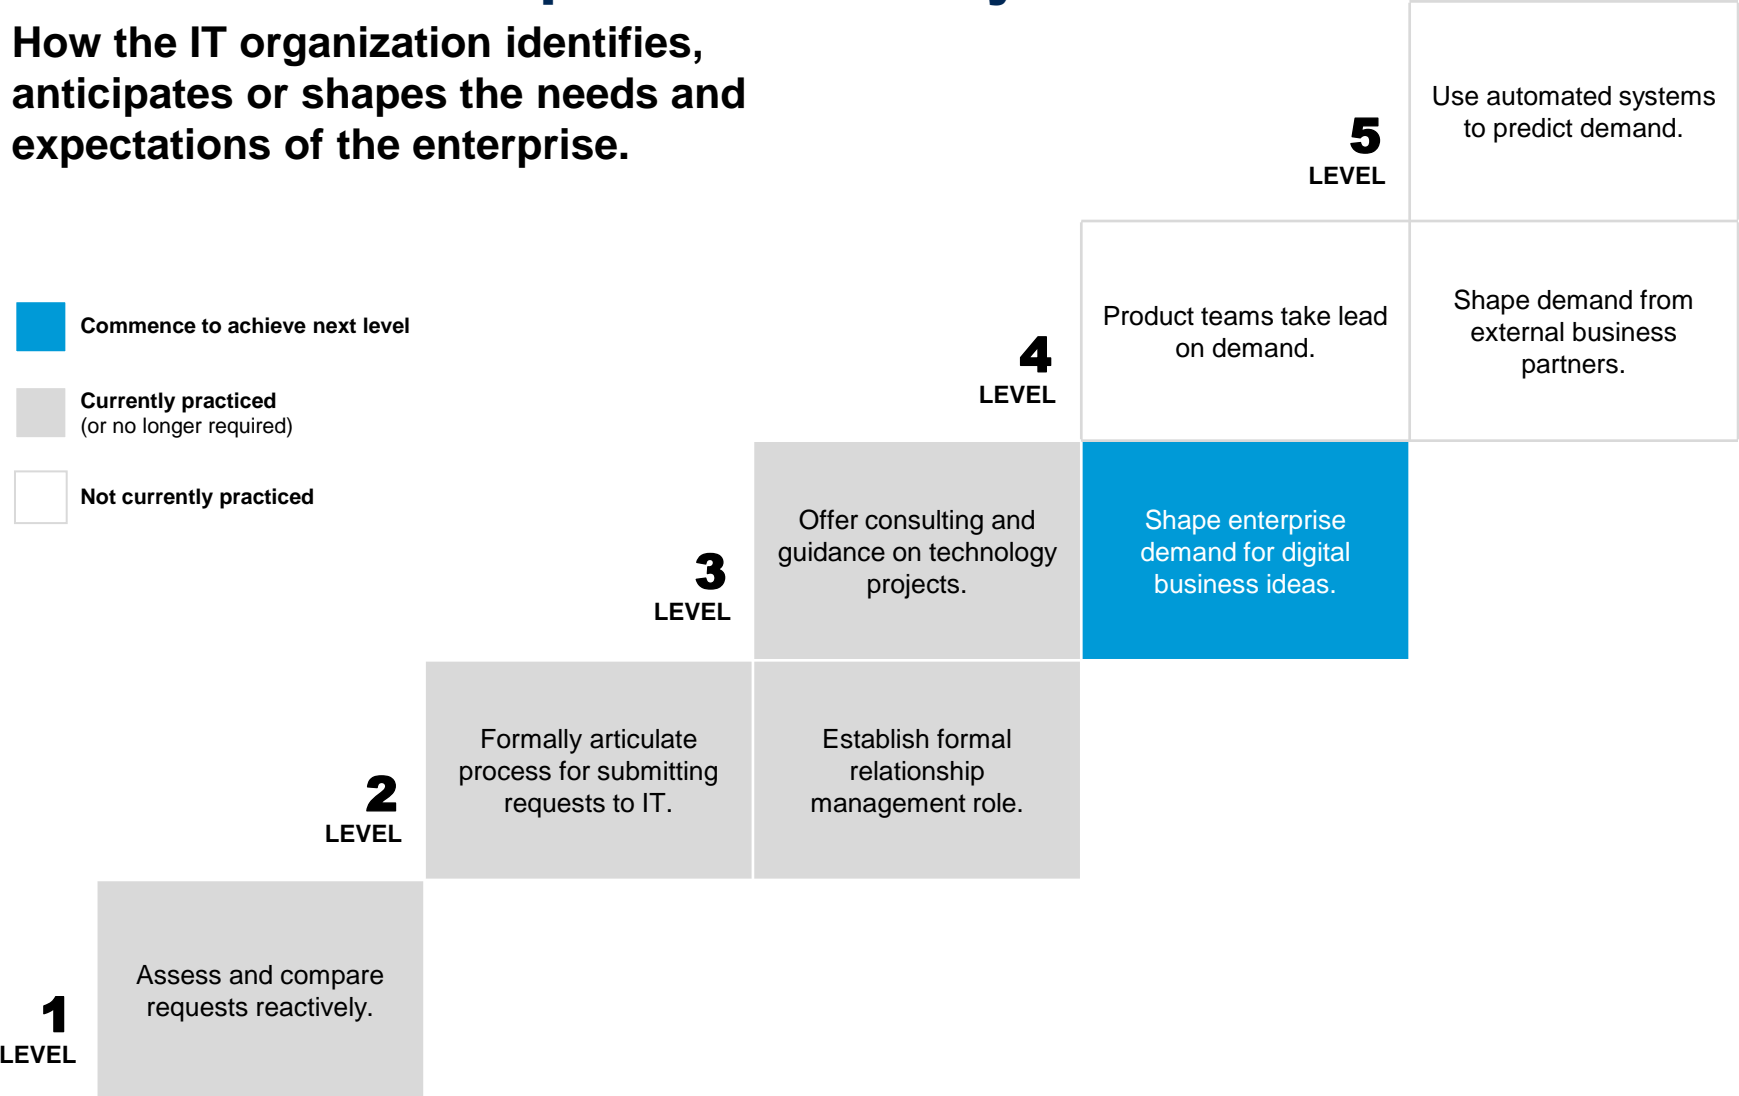 How the IT organization identifies,
anticipates or shapes the needs and
expectations of the enterprise.
Commence to achieve next level
Currently practiced
(or no longer required)
Not currently practiced
5
LEVEL
Use automated systems
to predict demand.
4
LEVEL
Product teams take lead
on demand.
Shape demand from
external business
partners.
3
LEVEL
Offer consulting and
guidance on technology
projects.
Shape enterprise
demand for digital
business ideas.
2
LEVEL
Formally articulate
process for submitting
requests to IT.
Establish formal
relationship
management role.
1
LEVEL
Assess and compare
requests reactively.